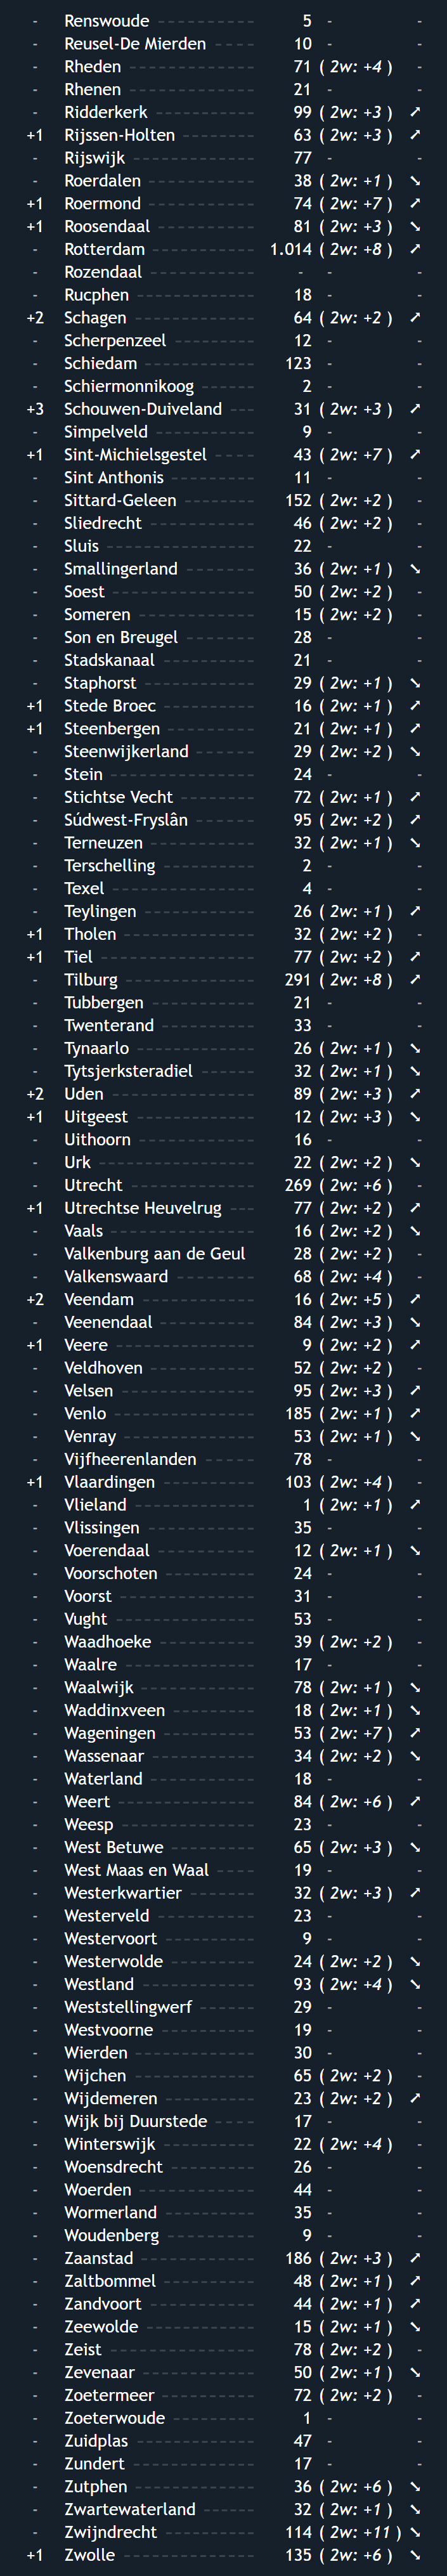 - Renswoude 5 - -
- Reusel-De Mierden 10 - -
- Rheden 71 ( 2w: +4 ) -
- Rhenen 21 - -
- Ridderkerk 99 ( 2w: +3 ) ➚
+1 Rijssen-Holten 63 ( 2w: +3 ) ➚
- Rijswijk 77 - -
- Roerdalen 38 ( 2w: +1 ) ➘
+1 Roermond 74 ( 2w: +7 ) ➚
+1 Roosendaal 81 ( 2w: +3 ) ➘
- Rotterdam 1.014 ( 2w: +8 ) ➚
- Rozendaal - - -
- Rucphen 18 - -
+2 Schagen 64 ( 2w: +2 ) ➚
- Scherpenzeel 12 - -
- Schiedam 123 - -
- Schiermonnikoog 2 - -
+3 Schouwen-Duiveland 31 ( 2w: +3 ) ➚
- Simpelveld 9 - -
+1 Sint-Michielsgestel 43 ( 2w: +7 ) ➚
- Sint Anthonis 11 - -
- Sittard-Geleen 152 ( 2w: +2 ) -
- Sliedrecht 46 ( 2w: +2 ) -
- Sluis 22 - -
- Smallingerland 36 ( 2w: +1 ) ➘
- Soest 50 ( 2w: +2 ) -
- Someren 15 ( 2w: +2 ) -
- Son en Breugel 28 - -
- Stadskanaal 21 - -
- Staphorst 29 ( 2w: +1 ) ➘
+1 Stede Broec 16 ( 2w: +1 ) ➚
+1 Steenbergen 21 ( 2w: +1 ) ➚
- Steenwijkerland 29 ( 2w: +2 ) ➘
- Stein 24 - -
- Stichtse Vecht 72 ( 2w: +1 ) ➚
- Súdwest-Fryslân 95 ( 2w: +2 ) ➚
- Terneuzen 32 ( 2w: +1 ) ➘
- Terschelling 2 - -
- Texel 4 - -
- Teylingen 26 ( 2w: +1 ) ➚
+1 Tholen 32 ( 2w: +2 ) -
+1 Tiel 77 ( 2w: +2 ) ➚
- Tilburg 291 ( 2w: +8 ) ➚
- Tubbergen 21 - -
- Twenterand 33 - -
- Tynaarlo 26 ( 2w: +1 ) ➘
- Tytsjerksteradiel 32 ( 2w: +1 ) ➘
+2 Uden 89 ( 2w: +3 ) ➚
+1 Uitgeest 12 ( 2w: +3 ) ➘
- Uithoorn 16 - -
- Urk 22 ( 2w: +2 ) ➘
- Utrecht 269 ( 2w: +6 ) -
+1 Utrechtse Heuvelrug 77 ( 2w: +2 ) ➚
- Vaals 16 ( 2w: +2 ) ➘
- Valkenburg aan de Geul 28 ( 2w: +2 ) -
- Valkenswaard 68 ( 2w: +4 ) -
+2 Veendam 16 ( 2w: +5 ) ➚
- Veenendaal 84 ( 2w: +3 ) ➘
+1 Veere 9 ( 2w: +2 ) ➚
- Veldhoven 52 ( 2w: +2 ) -
- Velsen 95 ( 2w: +3 ) ➚
- Venlo 185 ( 2w: +1 ) ➚
- Venray 53 ( 2w: +1 ) ➘
- Vijfheerenlanden 78 - -
+1 Vlaardingen 103 ( 2w: +4 ) -
- Vlieland 1 ( 2w: +1 ) ➚
- Vlissingen 35 - -
- Voerendaal 12 ( 2w: +1 ) ➘
- Voorschoten 24 - -
- Voorst 31 - -
- Vught 53 - -
- Waadhoeke 39 ( 2w: +2 ) -
- Waalre 17 - -
- Waalwijk 78 ( 2w: +1 ) ➘
- Waddinxveen 18 ( 2w: +1 ) ➘
- Wageningen 53 ( 2w: +7 ) ➚
- Wassenaar 34 ( 2w: +2 ) ➘
- Waterland 18 - -
- Weert 84 ( 2w: +6 ) ➚
- Weesp 23 - -
- West Betuwe 65 ( 2w: +3 ) ➘
- West Maas en Waal 19 - -
- Westerkwartier 32 ( 2w: +3 ) ➚
- Westerveld 23 - -
- Westervoort 9 - -
- Westerwolde 24 ( 2w: +2 ) ➘
- Westland 93 ( 2w: +4 ) ➘
- Weststellingwerf 29 - -
- Westvoorne 19 - -
- Wierden 30 - -
- Wijchen 65 ( 2w: +2 ) -
- Wijdemeren 23 ( 2w: +2 ) ➚
- Wijk bij Duurstede 17 - -
- Winterswijk 22 ( 2w: +4 ) -
- Woensdrecht 26 - -
- Woerden 44 - -
- Wormerland 35 - -
- Woudenberg 9 - -
- Zaanstad 186 ( 2w: +3 ) ➚
- Zaltbommel 48 ( 2w: +1 ) ➚
- Zandvoort 44 ( 2w: +1 ) ➚
- Zeewolde 15 ( 2w: +1 ) ➘
- Zeist 78 ( 2w: +2 ) -
- Zevenaar 50 ( 2w: +1 ) ➘
- Zoetermeer 72 ( 2w: +2 ) -
- Zoeterwoude 1 - -
- Zuidplas 47 - -
- Zundert 17 - -
- Zutphen 36 ( 2w: +6 ) ➘
- Zwartewaterland 32 ( 2w: +1 ) ➘
- Zwijndrecht 114 ( 2w: +11 ) ➘
+1 Zwolle 135 ( 2w: +6 ) ➘